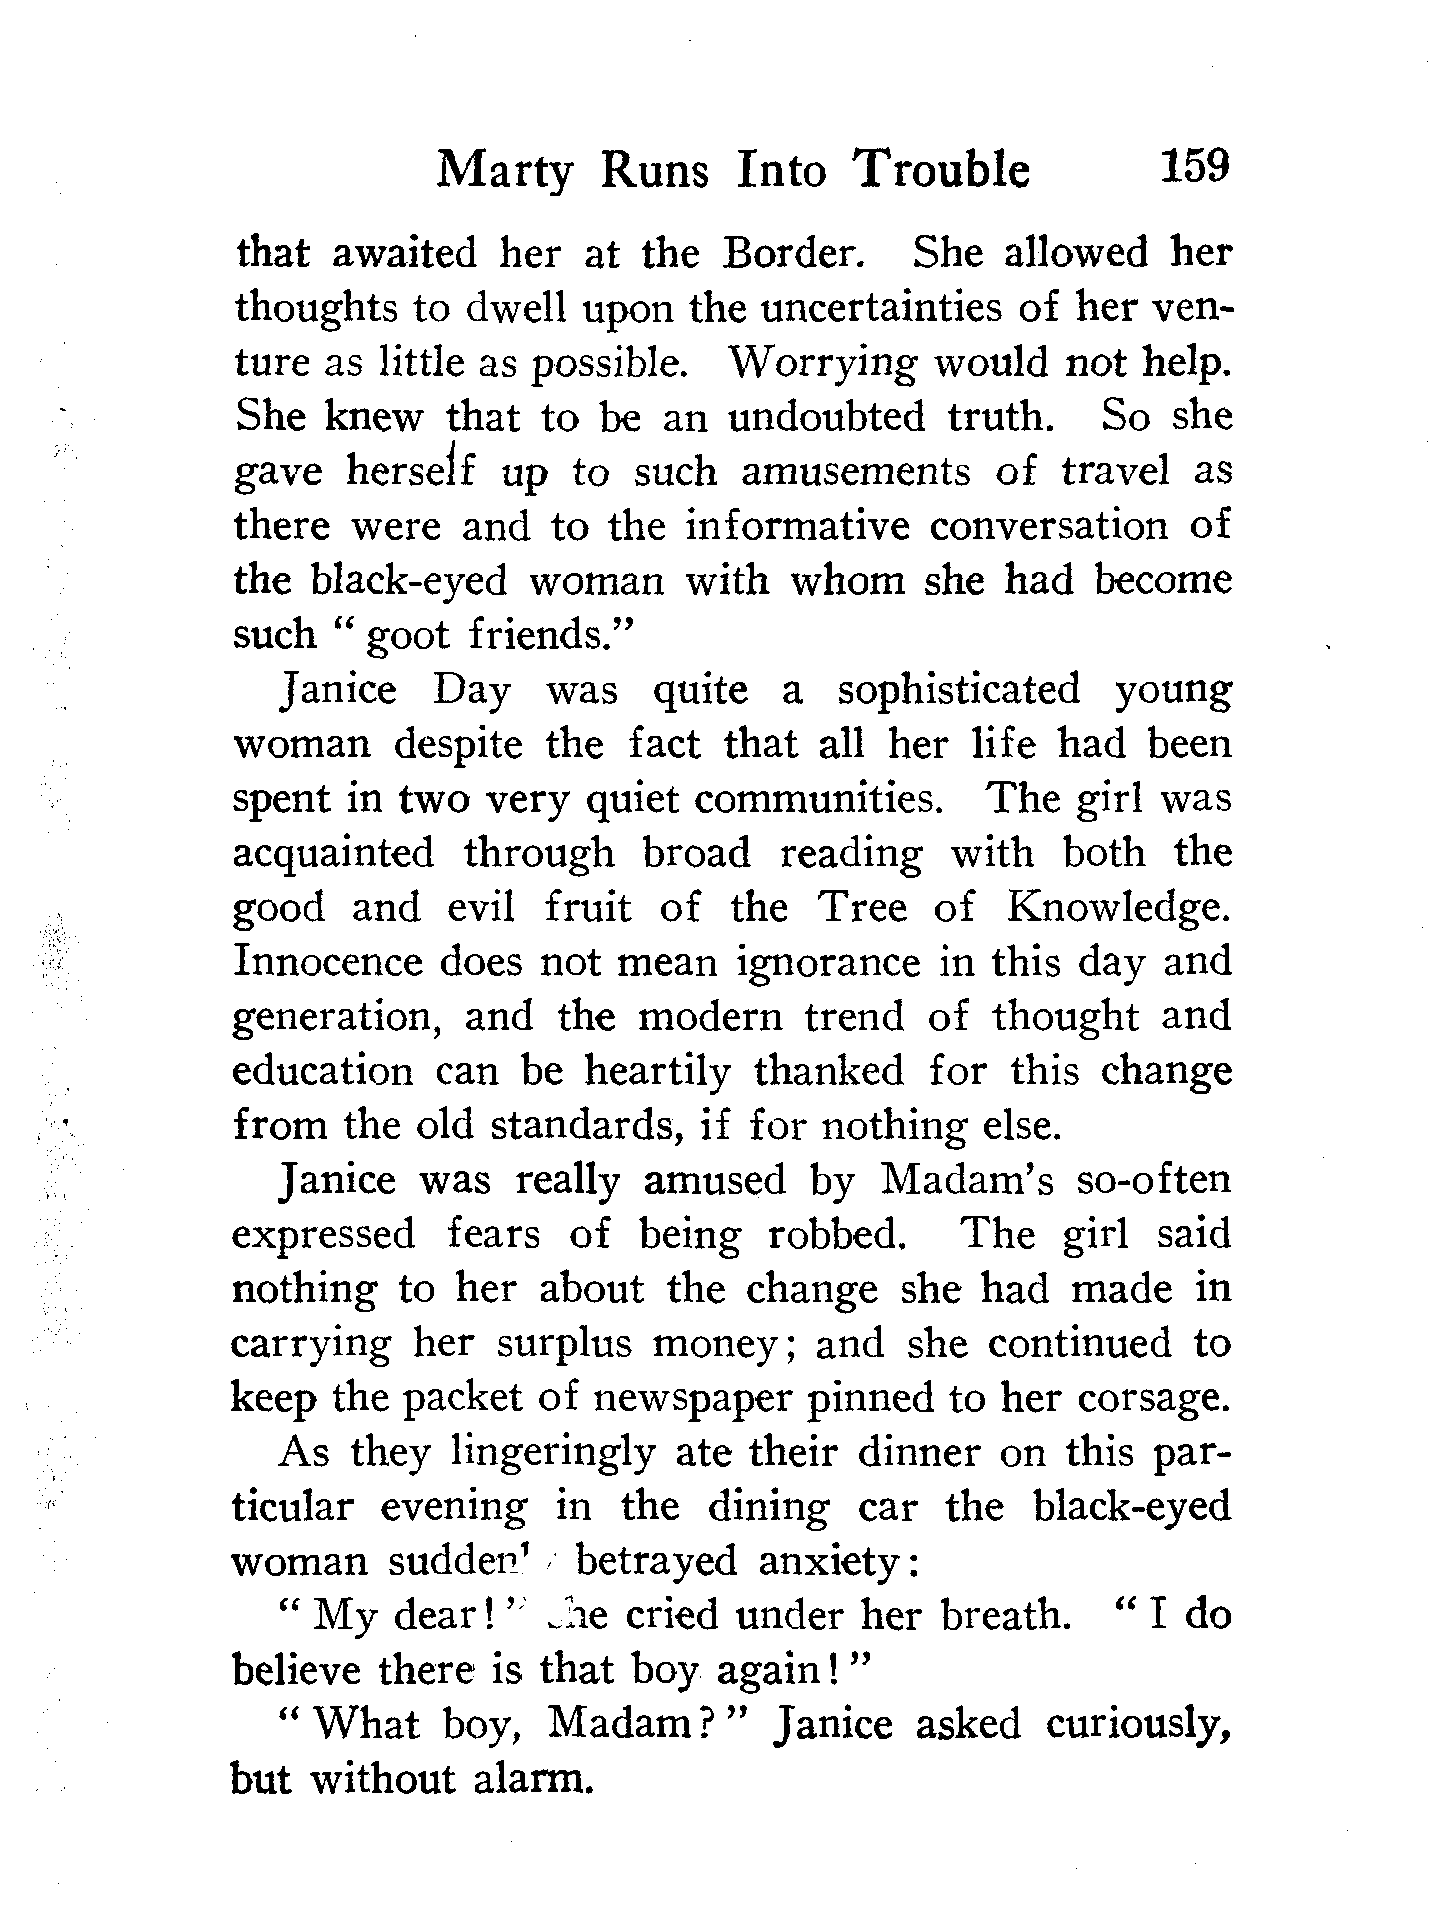 Marty Runs Into Trouble 159
that awaited her at the Border. She allowed her
thoughts to dwell upon the uncertainties of her ven-
ture as little as possible. Worrying would not help.
She knew that to be an undoubted truth. So she
gave herself up to such amusements of travel as
there were and to the informative conversation of
the black-eyed woman with whom she had become
such “ goot friends.”
Janice Day was quite a sophisticated young
woman despite the fact that all her life had been
spent in two very quiet communities. The girl was
acquainted through broad reading with both the
good and evil fruit of the Tree of Knowledge.
Innocence does not mean ignorance in this day and
generation, and the modern trend of thought and
education can be heartily thanked for this change
from the old standards, if for nothing else.
Janice was really amused by Madam's so-often
expressed fears of being robbed. The girl said
nothing to her about the change she had made in
carrying her surplus money; and she continued to
keep the packet of newspaper pinned to her corsage.
As they lingeringly ate their dinner on this par-
ticular evening in the dining car the black-eyed
woman suddenly betrayed anxiety:
“ My dear! ” she cried under her breath. “ I do
believe there is that boy again! ”
“ What boy, Madam? ” Janice asked curiously,
but without alarm.